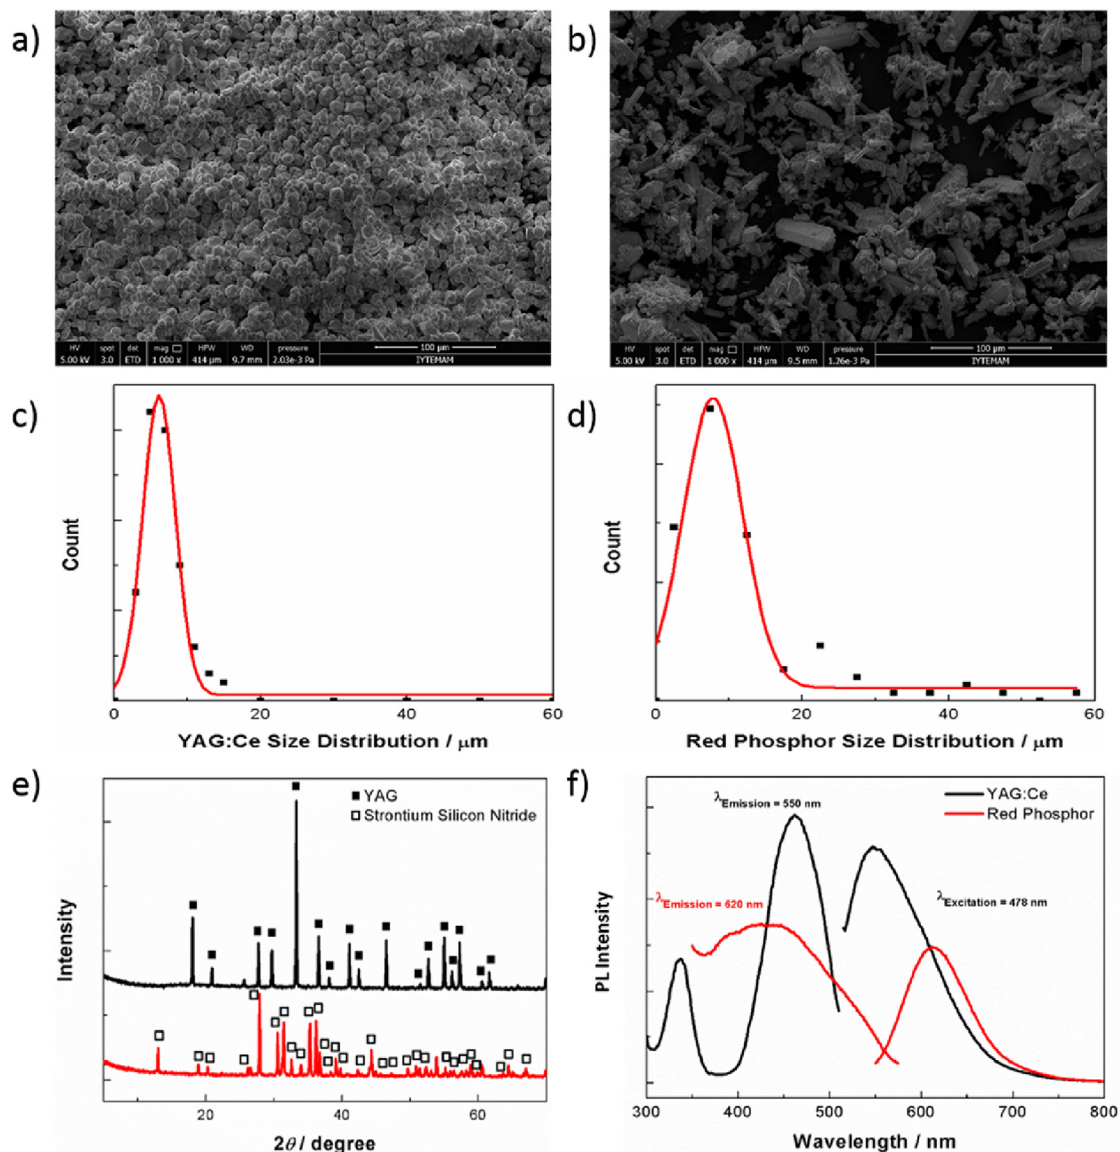 a)
b)
HV spot det mag □ HFW WD pressure 100 µm
5.00 kV 3.0 ETD 1 000 x 414 µm 9.7 mm 2.03e-3 Pa IYTEMAM
HV spot det mag □ HFW WD pressure 100 µm
5.00 kV 3.0 ETD 1 000 x 414 µm 9.5 mm 1.26e-3 Pa IYTEMAM
c)
Count
0 20 40 60
YAG:Ce Size Distribution / µm
d)
Count
0 20 40 60
Red Phosphor Size Distribution / µm
e)
YAG
Strontium Silicon Nitride
Intensity
20 40 60
2θ / degree
f)
YAG:Ce
Red Phosphor
λEmission = 550 nm
λEmission = 620 nm
λExcitation = 478 nm
PL Intensity
300 400 500 600 700 800
Wavelength / nm